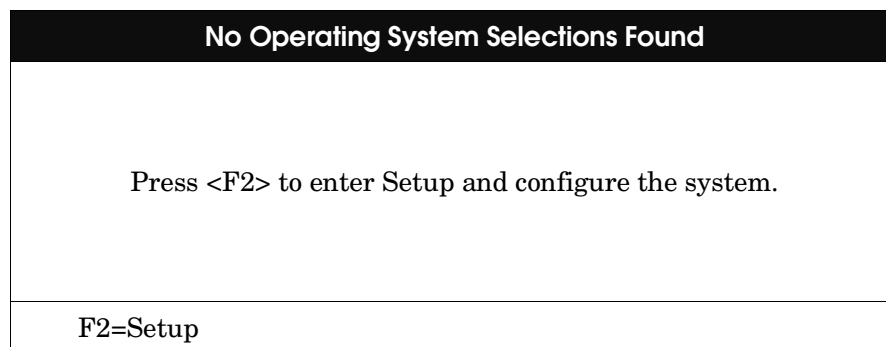 No Operating System Selections Found
Press <F2> to enter Setup and configure the system.
F2=Setup